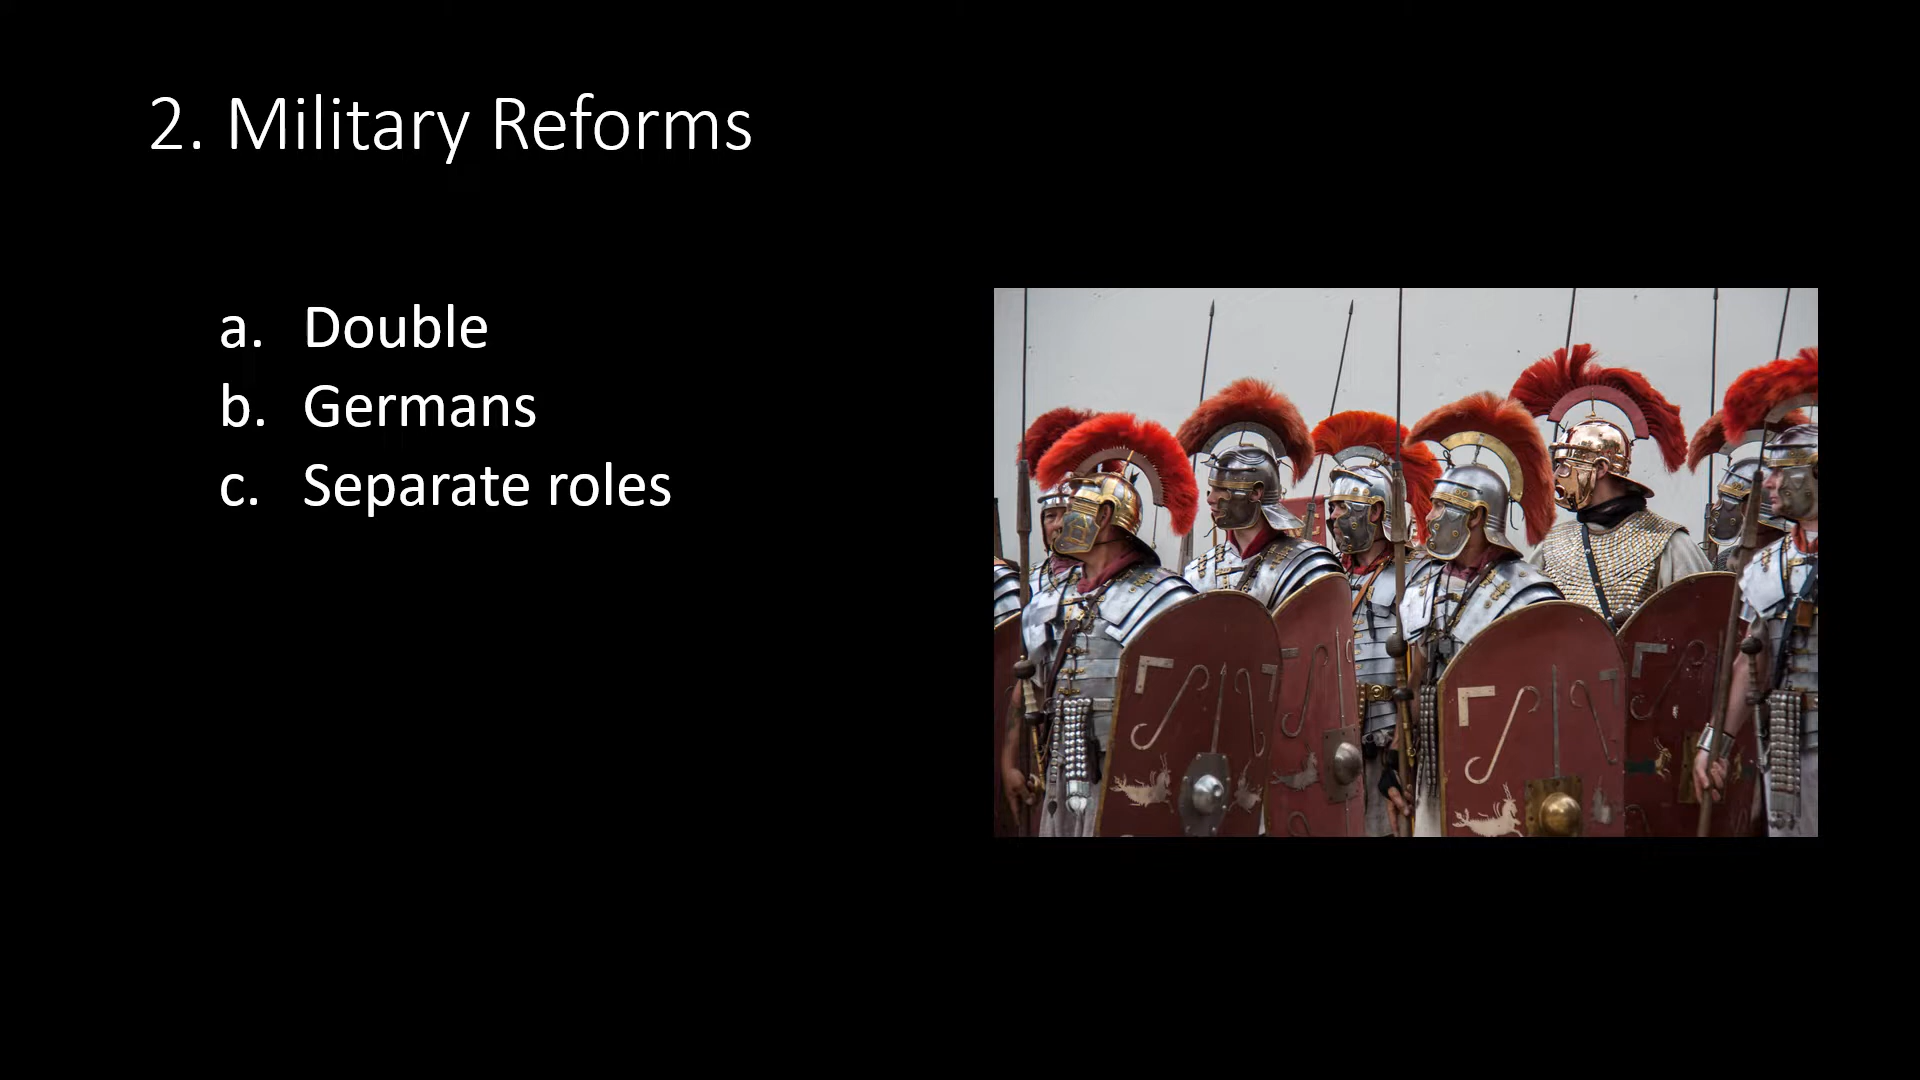 2. Military Reforms
a. Double
b. Germans
c. Separate roles